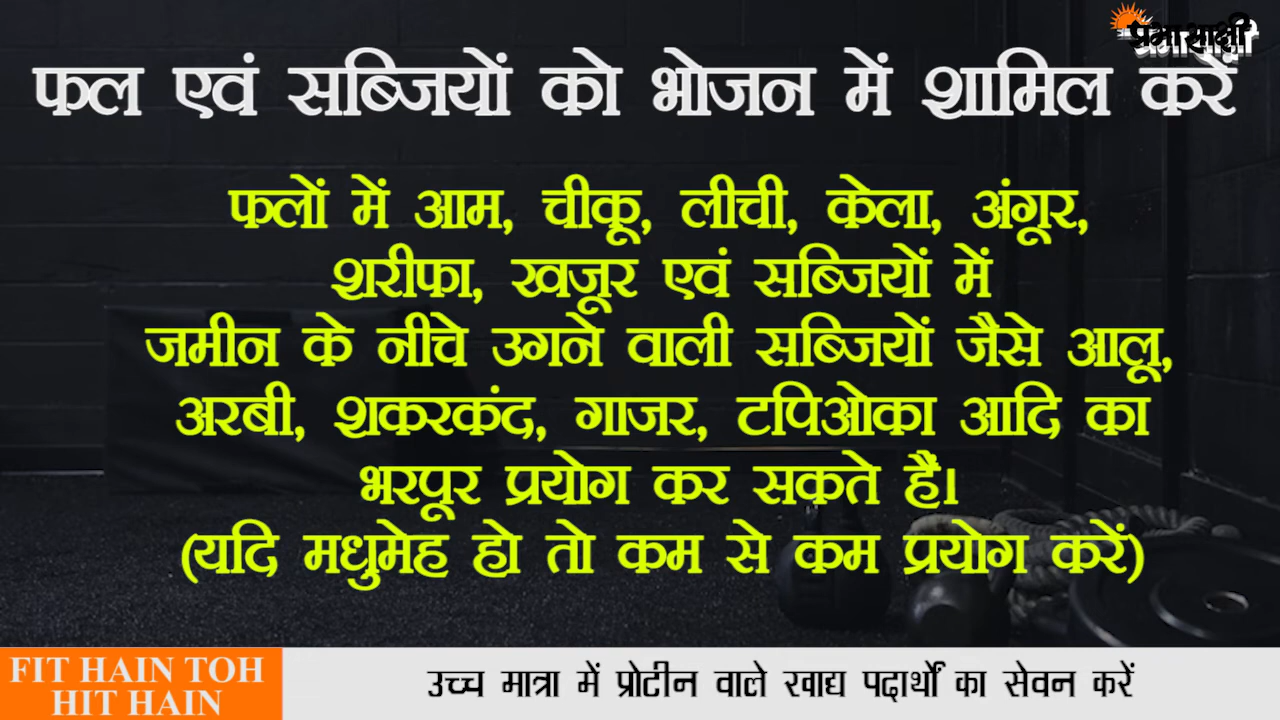 प्रभासाक्षी
फल एवं सब्जियों को भोजन में शामिल करें
फलों में आम, चीकू, लीची, केला, अंगूर,
शरीफा, खजूर एवं सब्जियों में
जमीन के नीचे उगने वाली सब्जियों जैसे आलू,
अरबी, शकरकंद, गाजर, टपिओका आदि का
भरपूर प्रयोग कर सकते हैं।
(यदि मधुमेह हो तो कम से कम प्रयोग करें)
FIT HAIN TOH
HIT HAIN
उच्च मात्रा में प्रोटीन वाले खाद्य पदार्थों का सेवन करें